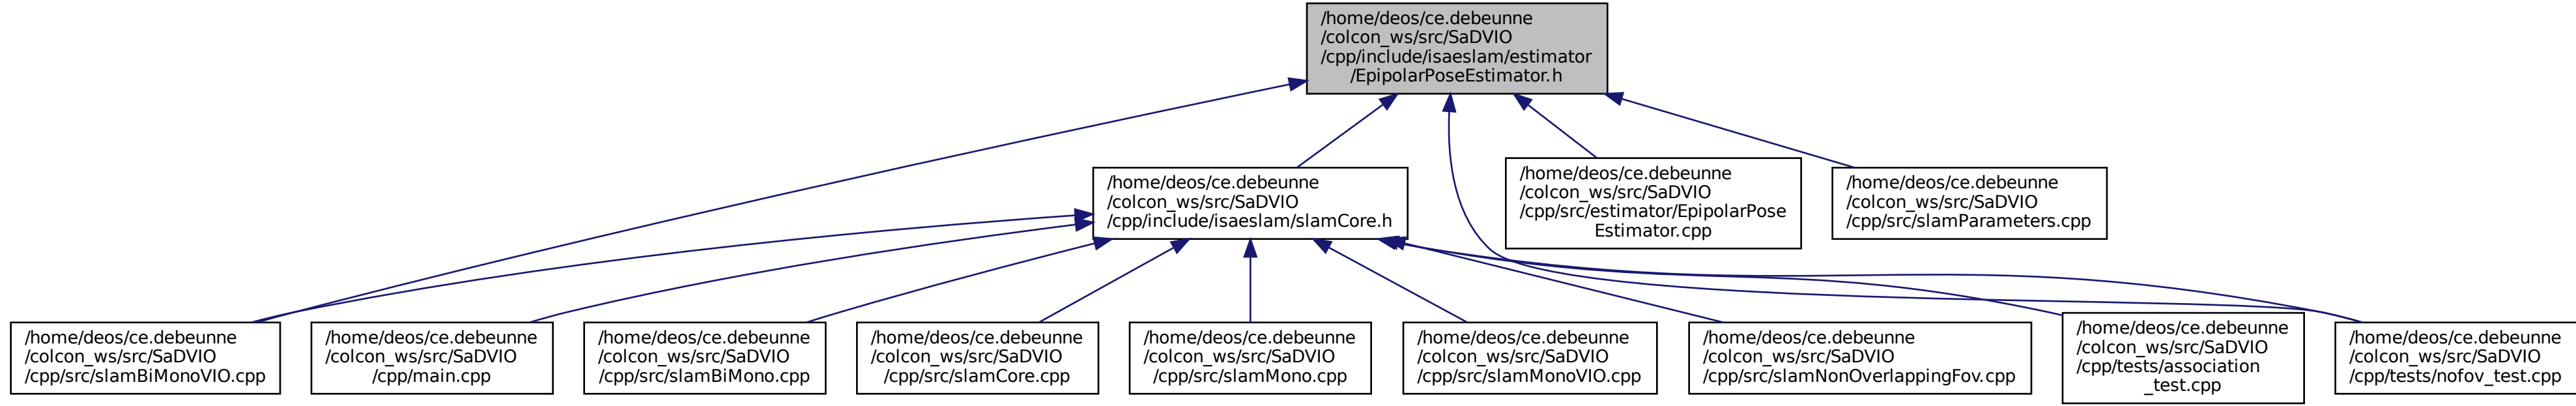 /home/deos/ce.debeunne
/colcon_ws/src/SaDVIO
/cpp/include/isaeslam/estimator
/EpipolarPoseEstimator.h
/home/deos/ce.debeunne
/colcon_ws/src/SaDVIO
/cpp/include/isaeslam/slamCore.h
/home/deos/ce.debeunne
/colcon_ws/src/SaDVIO
/cpp/src/estimator/EpipolarPose
Estimator.cpp
/home/deos/ce.debeunne
/colcon_ws/src/SaDVIO
/cpp/src/slamParameters.cpp
/home/deos/ce.debeunne
/colcon_ws/src/SaDVIO
/cpp/src/slamBiMonoVIO.cpp
/home/deos/ce.debeunne
/colcon_ws/src/SaDVIO
/cpp/main.cpp
/home/deos/ce.debeunne
/colcon_ws/src/SaDVIO
/cpp/src/slamBiMono.cpp
/home/deos/ce.debeunne
/colcon_ws/src/SaDVIO
/cpp/src/slamCore.cpp
/home/deos/ce.debeunne
/colcon_ws/src/SaDVIO
/cpp/src/slamMono.cpp
/home/deos/ce.debeunne
/colcon_ws/src/SaDVIO
/cpp/src/slamMonoVIO.cpp
/home/deos/ce.debeunne
/colcon_ws/src/SaDVIO
/cpp/src/slamNonOverlappingFov.cpp
/home/deos/ce.debeunne
/colcon_ws/src/SaDVIO
/cpp/tests/association
_test.cpp
/home/deos/ce.debeunne
/colcon_ws/src/SaDVIO
/cpp/tests/nofov_test.cpp